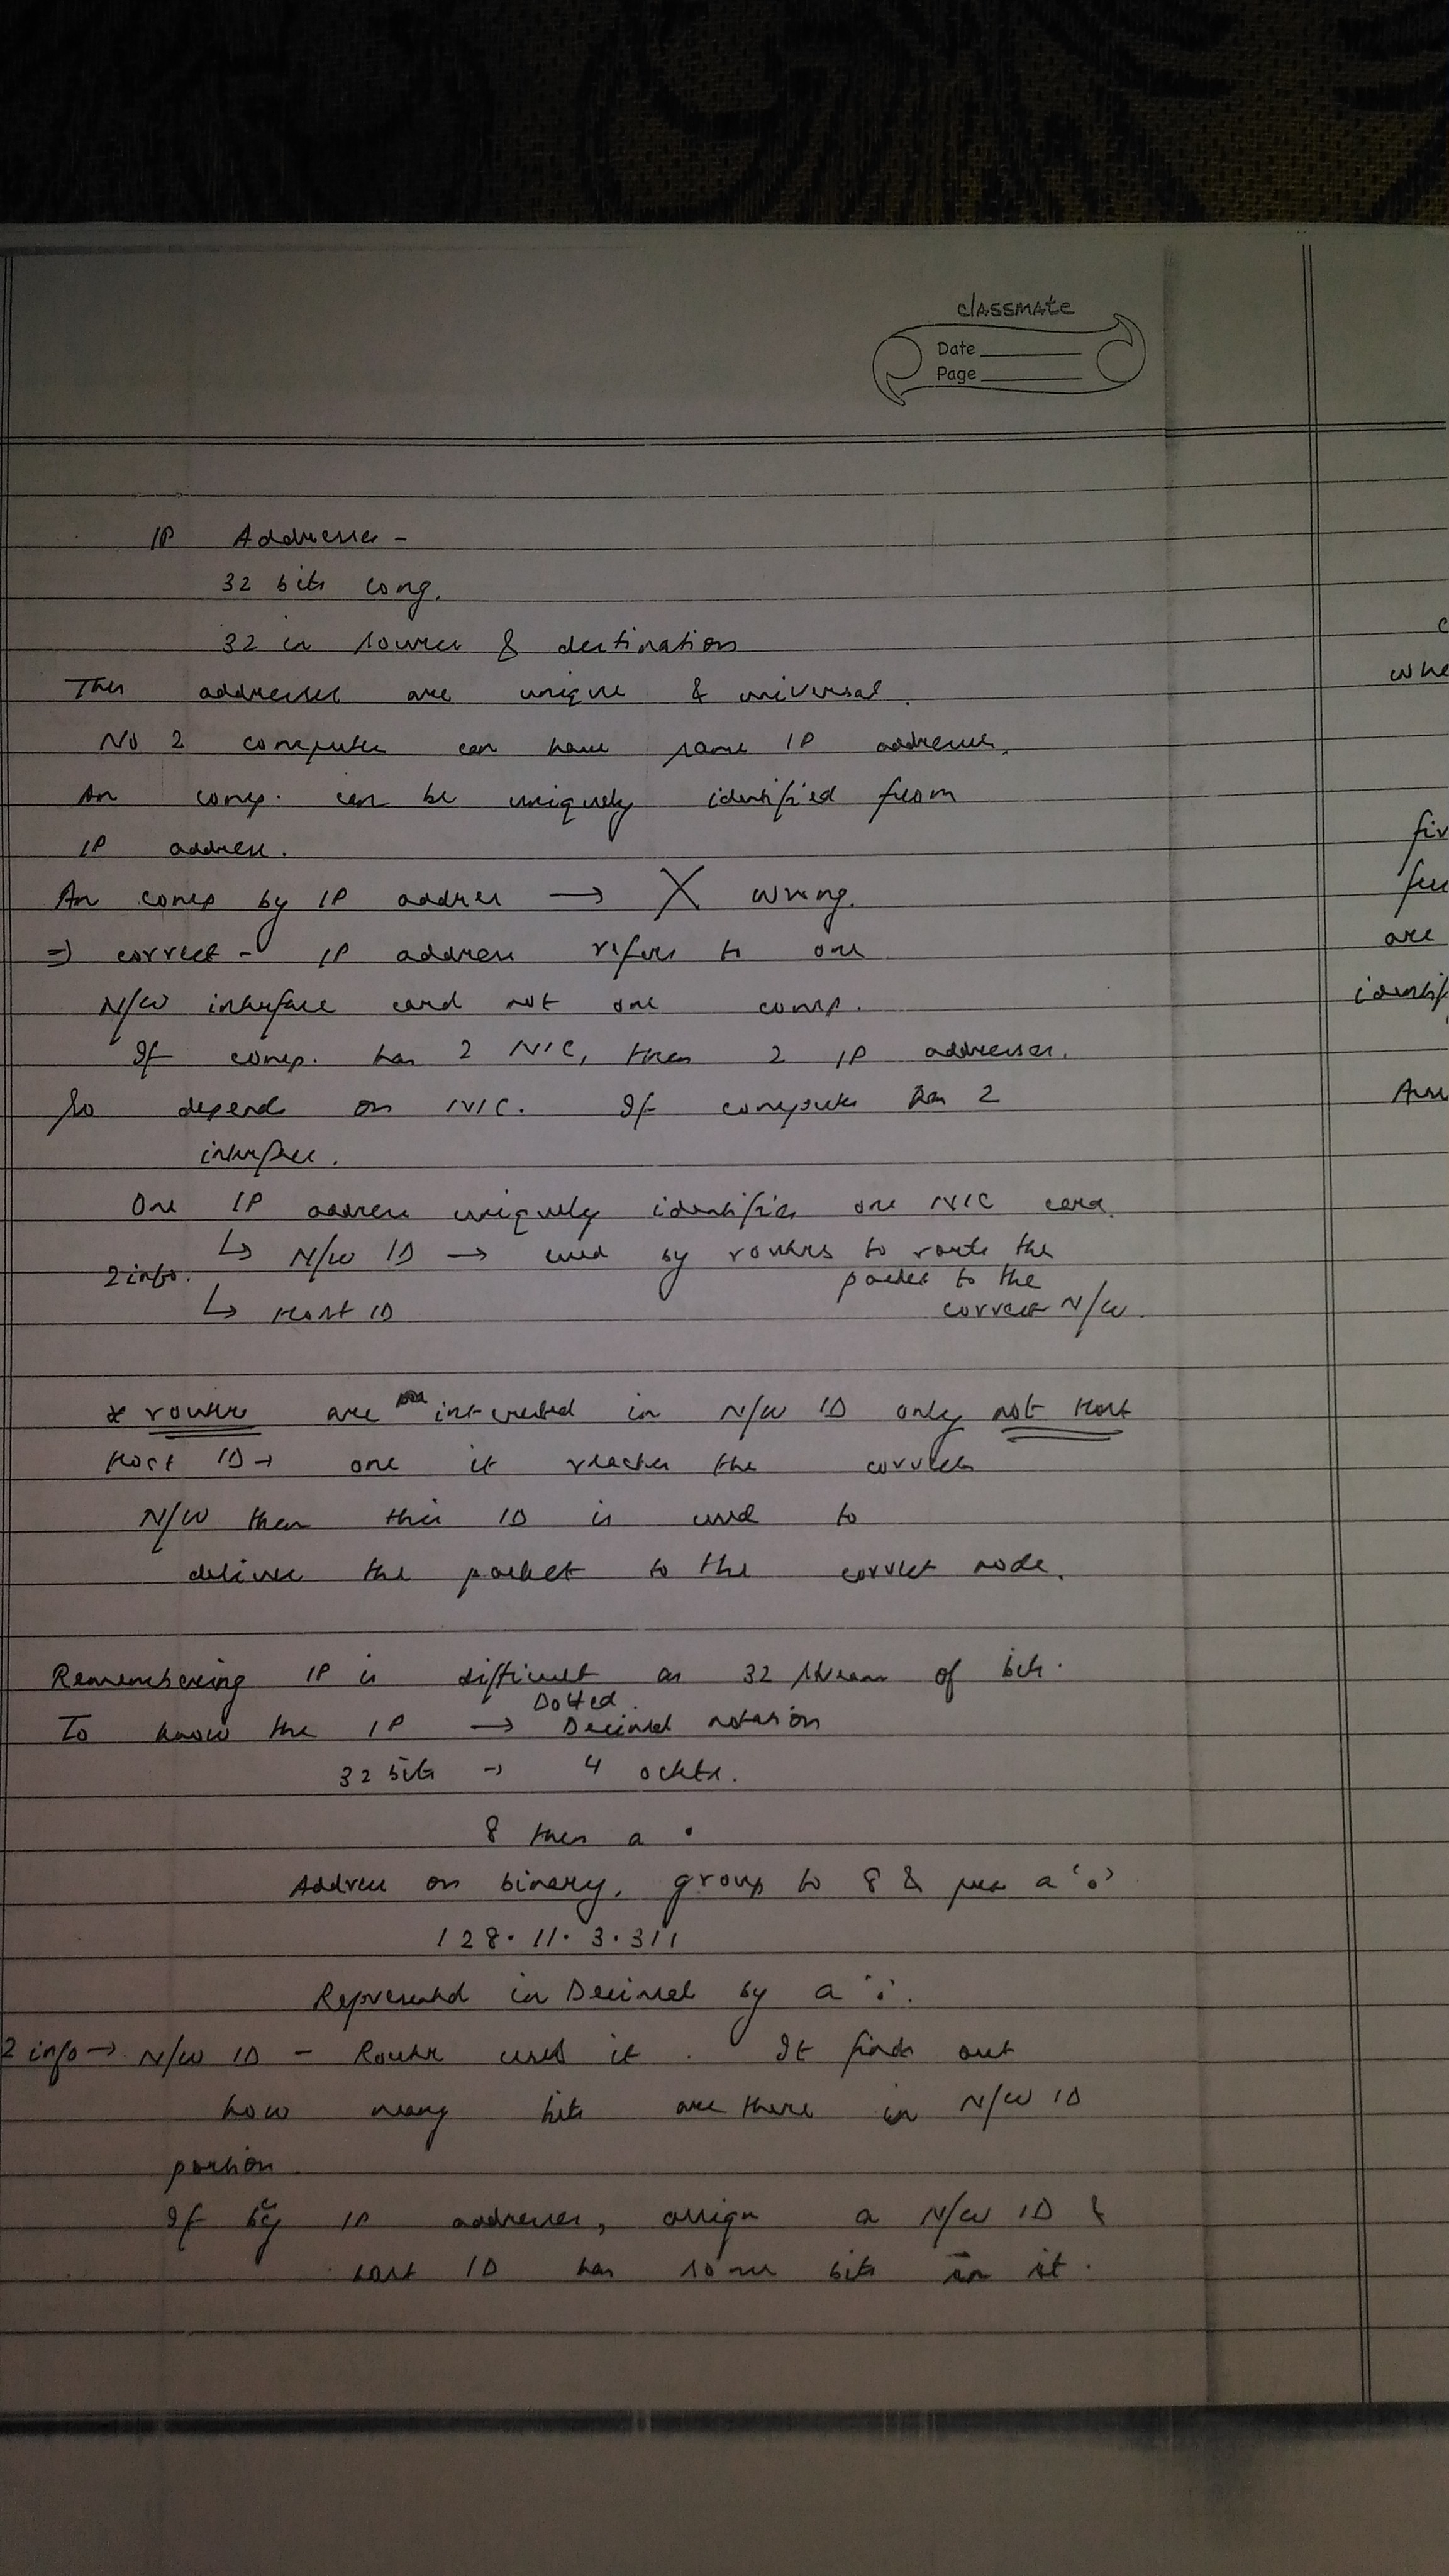 classmate
Date
Page
IP Addresses -
32 bits long.
32 in source & destination
These addresses are unique & universal.
No 2 computer can have same IP address.
An comp. can be uniquely identified from
IP address.
An comp by IP address → X wrong.
⇒ correct - IP address refers to one
N/W interface card not one comp.
If comp. has 2 NIC, then 2 IP addresses.
So depend on NIC. If computer has 2
interface.
One IP address uniquely identifies one NIC card.
↳ N/W ID → used by routers to route the
2 info. packet to the
↳ Host ID correct N/W.
* router are interested in N/W ID only not Host
Host ID → one it reaches the correct
N/W then this ID is used to
deliver the packet to the correct node.
Remembering IP is difficult as 32 stream of bits.
Dotted
To know the IP → Decimal notation
32 bits → 4 octets.
8 then a •
Address on binary, group to 8 & put a '.'
128.11.3.311
Represented in Decimal by a '.'.
2 info → N/W ID - Router used it. It finds out
how many bits are there in N/W ID
portion.
If by IP addresses, assign a N/W ID &
host ID has some bits in it.
c
whe
fir
are
identif